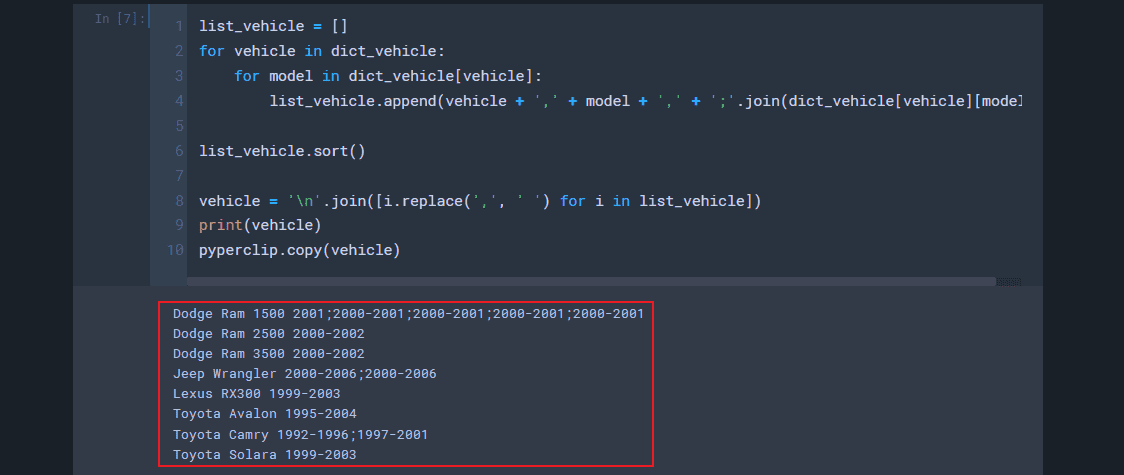 In [7]:
1 list_vehicle = []
2 for vehicle in dict_vehicle:
3     for model in dict_vehicle[vehicle]:
4         list_vehicle.append(vehicle + ',' + model + ',' + ';'.join(dict_vehicle[vehicle][model
5
6 list_vehicle.sort()
7
8 vehicle = '\n'.join([i.replace(',', ' ') for i in list_vehicle])
9 print(vehicle)
10 pyperclip.copy(vehicle)
Dodge Ram 1500 2001;2000-2001;2000-2001;2000-2001;2000-2001
Dodge Ram 2500 2000-2002
Dodge Ram 3500 2000-2002
Jeep Wrangler 2000-2006;2000-2006
Lexus RX300 1999-2003
Toyota Avalon 1995-2004
Toyota Camry 1992-1996;1997-2001
Toyota Solara 1999-2003